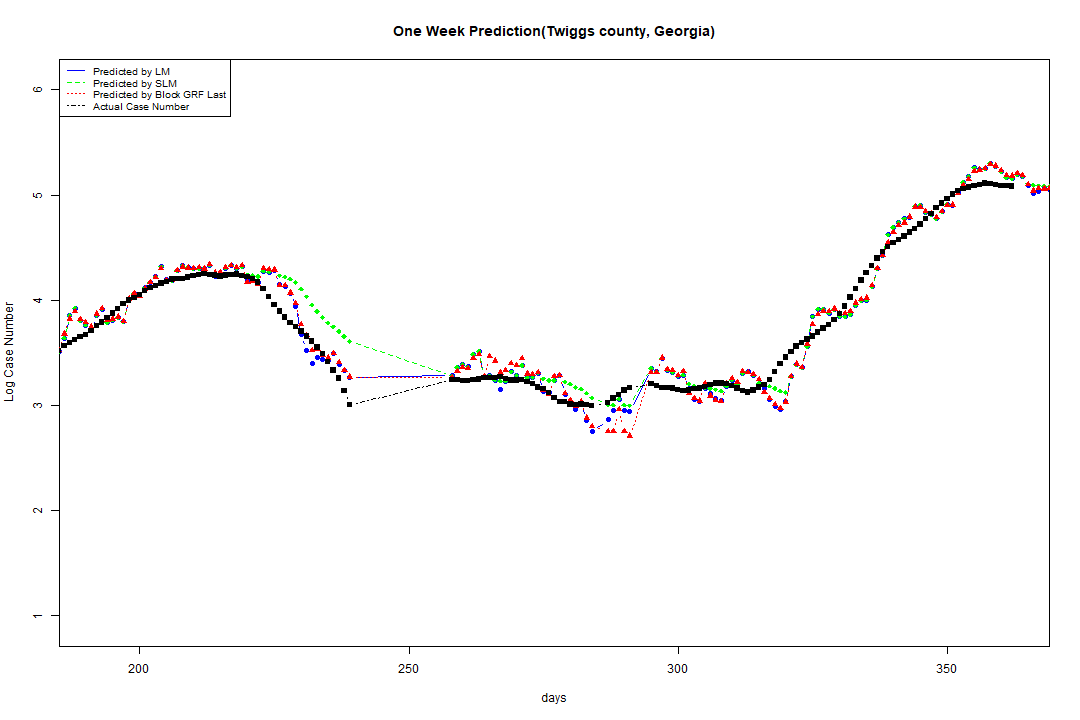 One Week Prediction(Twiggs county, Georgia)
Predicted by LM
Predicted by SLM
Predicted by Block GRF Last
Actual Case Number
6
5
4
3
2
1
Log Case Number
200 250 300 350
days